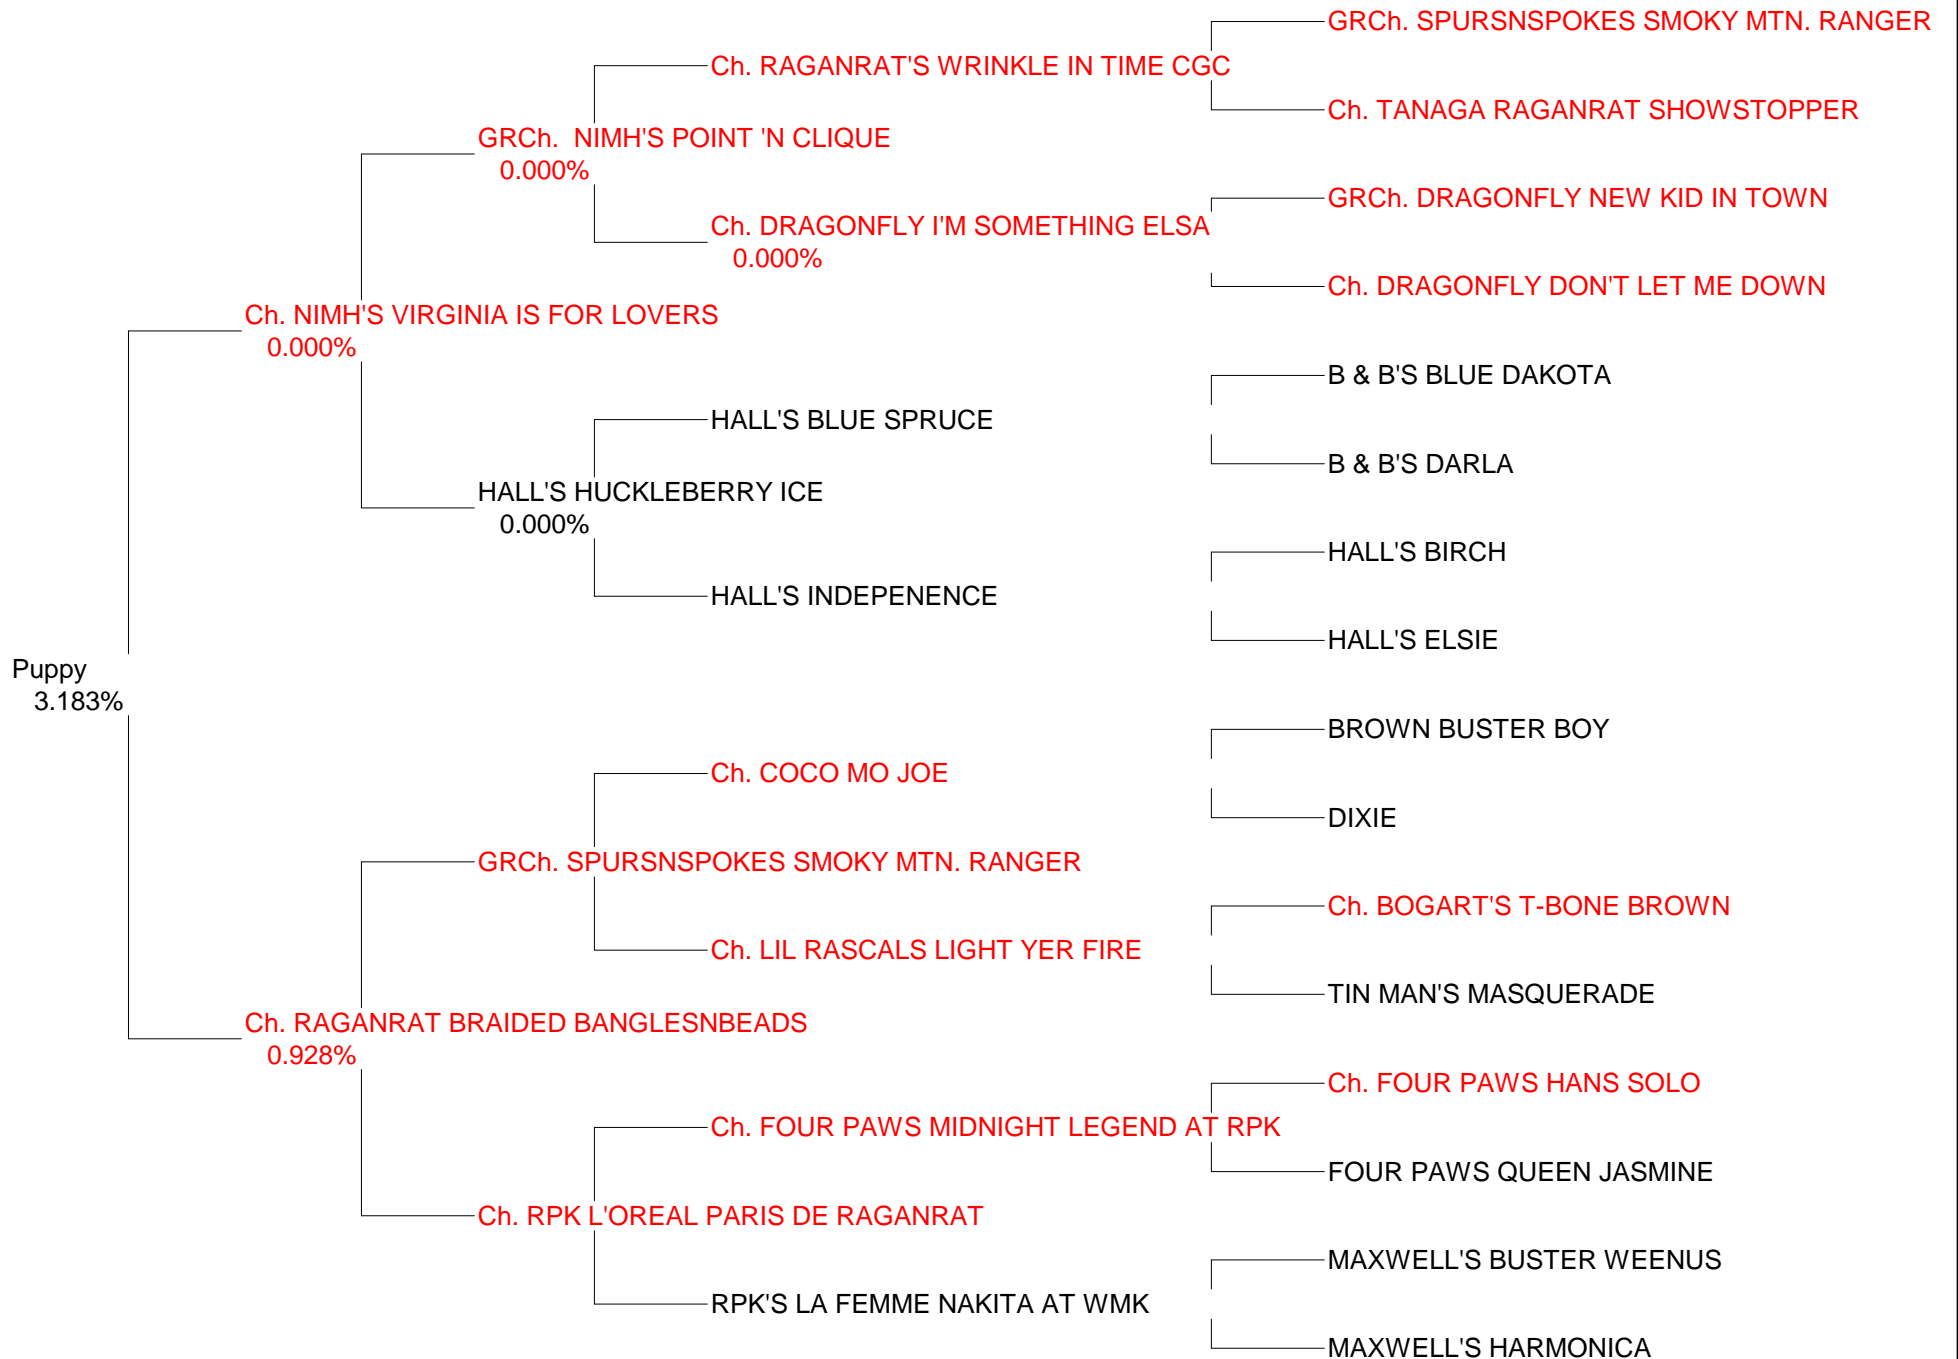 GRCh. SPURSNSPOKES SMOKY MTN. RANGER
Ch. RAGANRAT'S WRINKLE IN TIME CGC
Ch. TANAGA RAGANRAT SHOWSTOPPER
GRCh.  NIMH'S POINT 'N CLIQUE
0.000%
GRCh. DRAGONFLY NEW KID IN TOWN
Ch. DRAGONFLY I'M SOMETHING ELSA
0.000%
Ch. DRAGONFLY DON'T LET ME DOWN
Ch. NIMH'S VIRGINIA IS FOR LOVERS
0.000%
B & B'S BLUE DAKOTA
HALL'S BLUE SPRUCE
B & B'S DARLA
HALL'S HUCKLEBERRY ICE
0.000%
HALL'S BIRCH
HALL'S INDEPENENCE
HALL'S ELSIE
Puppy
3.183%
BROWN BUSTER BOY
Ch. COCO MO JOE
DIXIE
GRCh. SPURSNSPOKES SMOKY MTN. RANGER
Ch. BOGART'S T-BONE BROWN
Ch. LIL RASCALS LIGHT YER FIRE
TIN MAN'S MASQUERADE
Ch. RAGANRAT BRAIDED BANGLESNBEADS
0.928%
Ch. FOUR PAWS HANS SOLO
Ch. FOUR PAWS MIDNIGHT LEGEND AT RPK
FOUR PAWS QUEEN JASMINE
Ch. RPK L'OREAL PARIS DE RAGANRAT
MAXWELL'S BUSTER WEENUS
RPK'S LA FEMME NAKITA AT WMK
MAXWELL'S HARMONICA